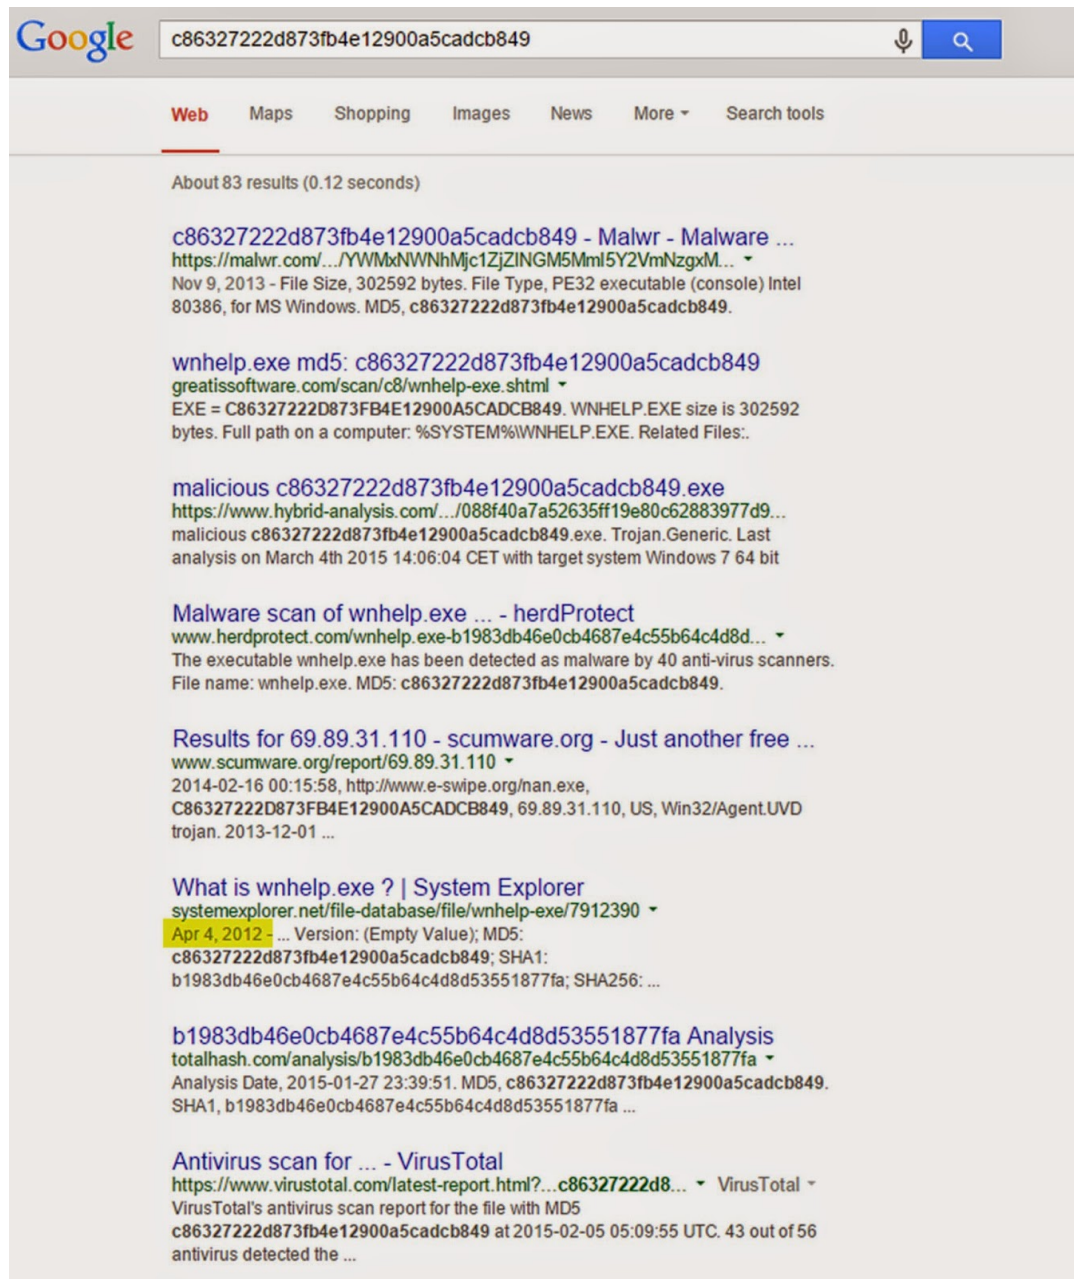 Google
c86327222d873fb4e12900a5cadcb849
Web Maps Shopping Images News More Search tools
About 83 results (0.12 seconds)
c86327222d873fb4e12900a5cadcb849 - Malwr - Malware ...
https://malwr.com/.../YWMxNWNhMjc1ZjZlNGM5MmI5Y2VmNzgxM...
Nov 9, 2013 - File Size, 302592 bytes. File Type, PE32 executable (console) Intel
80386, for MS Windows. MD5, c86327222d873fb4e12900a5cadcb849.
wnhelp.exe md5: c86327222d873fb4e12900a5cadcb849
greatissoftware.com/scan/c8/wnhelp-exe.shtml
EXE = C86327222D873FB4E12900A5CADCB849. WNHELP.EXE size is 302592
bytes. Full path on a computer: %SYSTEM%\WNHELP.EXE. Related Files:.
malicious c86327222d873fb4e12900a5cadcb849.exe
https://www.hybrid-analysis.com/.../088f40a7a52635ff19e80c62883977d9...
malicious c86327222d873fb4e12900a5cadcb849.exe. Trojan.Generic. Last
analysis on March 4th 2015 14:06:04 CET with target system Windows 7 64 bit
Malware scan of wnhelp.exe ... - herdProtect
www.herdprotect.com/wnhelp.exe-b1983db46e0cb4687e4c55b64c4d8d...
The executable wnhelp.exe has been detected as malware by 40 anti-virus scanners.
File name: wnhelp.exe. MD5: c86327222d873fb4e12900a5cadcb849.
Results for 69.89.31.110 - scumware.org - Just another free ...
www.scumware.org/report/69.89.31.110
2014-02-16 00:15:58, http://www.e-swipe.org/nan.exe,
C86327222D873FB4E12900A5CADCB849, 69.89.31.110, US, Win32/Agent.UVD
trojan. 2013-12-01 ...
What is wnhelp.exe ? | System Explorer
systemexplorer.net/file-database/file/wnhelp-exe/7912390
Apr 4, 2012 - ... Version: (Empty Value); MD5:
c86327222d873fb4e12900a5cadcb849; SHA1:
b1983db46e0cb4687e4c55b64c4d8d53551877fa; SHA256: ...
b1983db46e0cb4687e4c55b64c4d8d53551877fa Analysis
totalhash.com/analysis/b1983db46e0cb4687e4c55b64c4d8d53551877fa
Analysis Date, 2015-01-27 23:39:51. MD5, c86327222d873fb4e12900a5cadcb849.
SHA1, b1983db46e0cb4687e4c55b64c4d8d53551877fa ...
Antivirus scan for ... - VirusTotal
https://www.virustotal.com/latest-report.html?...c86327222d8... VirusTotal
VirusTotal's antivirus scan report for the file with MD5
c86327222d873fb4e12900a5cadcb849 at 2015-02-05 05:09:55 UTC. 43 out of 56
antivirus detected the ...